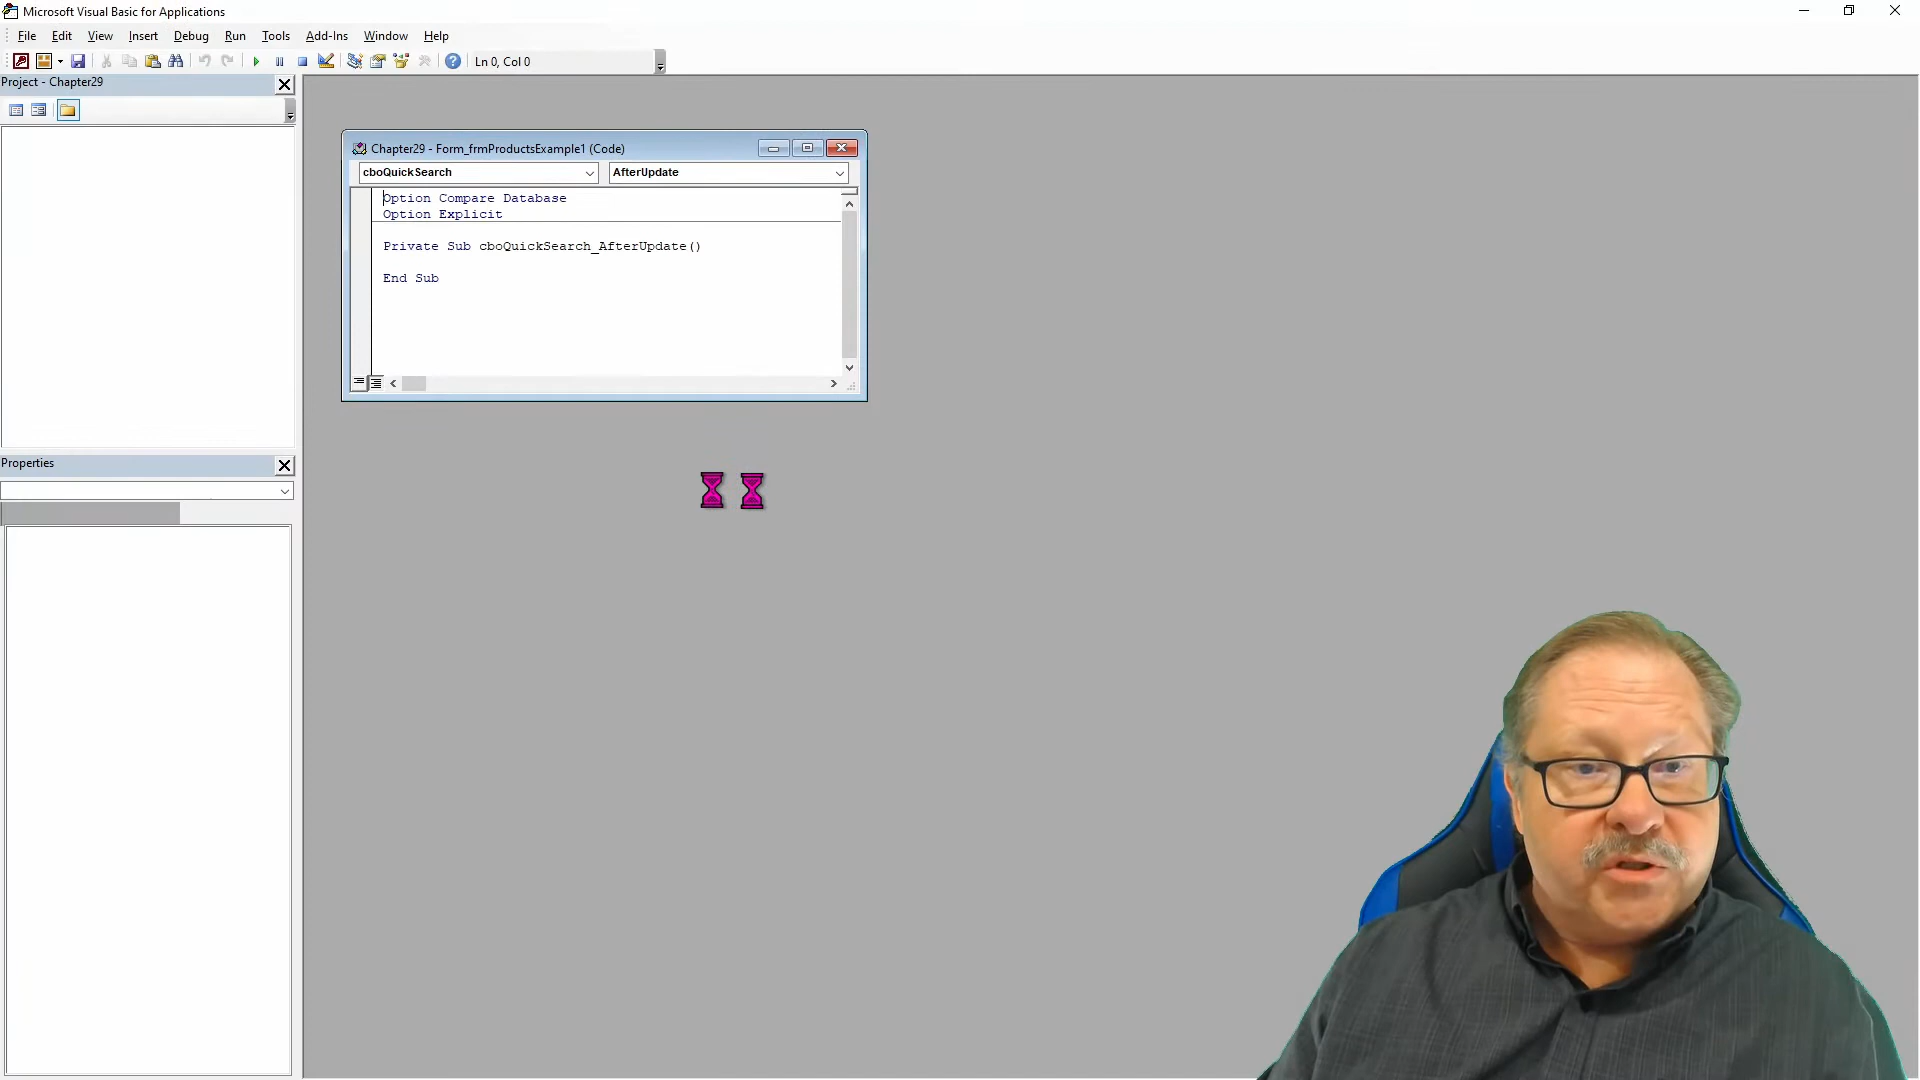 Microsoft Visual Basic for Applications
File Edit View Insert Debug Run Tools Add-Ins Window Help
Ln 0, Col 0
Project - Chapter29
Chapter29 - Form_frmProductsExample1 (Code)
cboQuickSearch AfterUpdate
Option Compare Database
Option Explicit
Private Sub cboQuickSearch_AfterUpdate()
End Sub
Properties